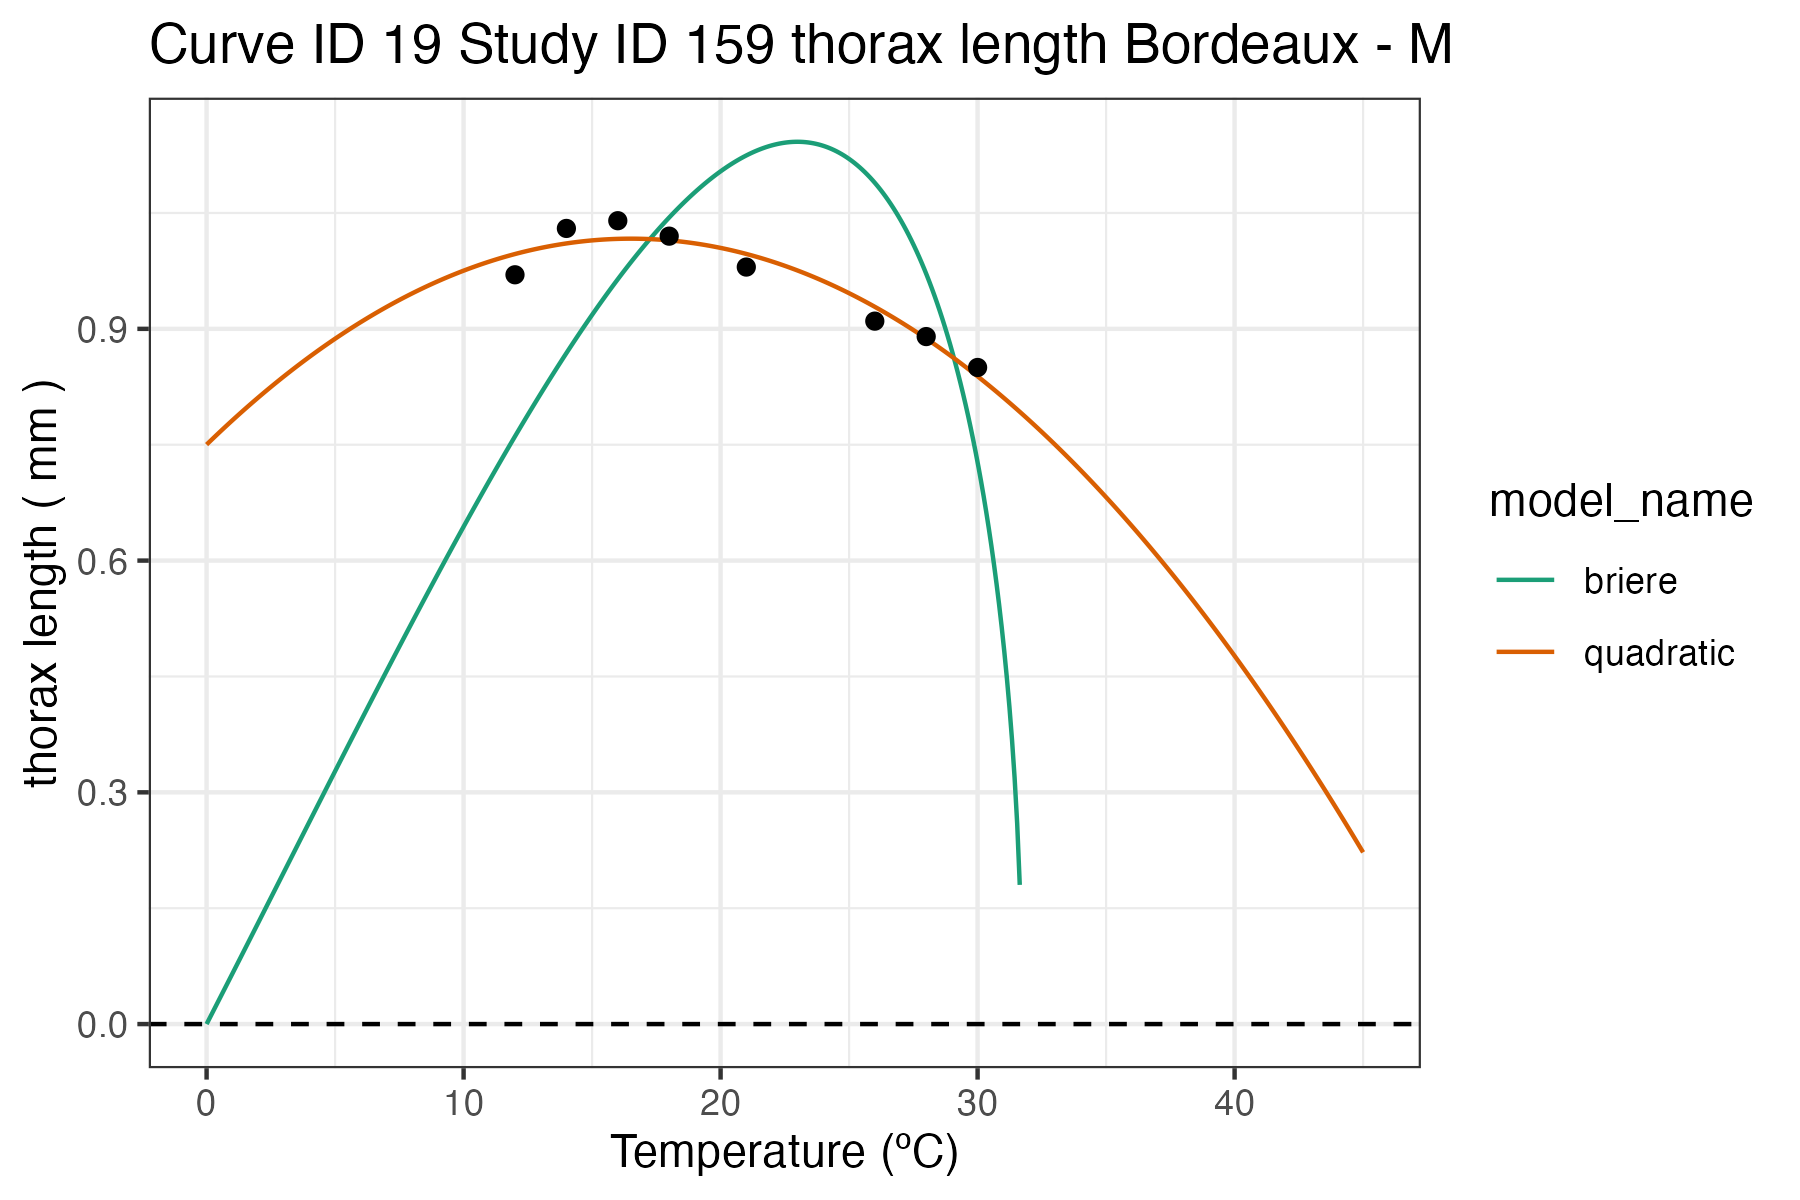 Curve ID 19 Study ID 159 thorax length Bordeaux - M
thorax length ( mm )
0.9
0.6
0.3
0.0
0
10
20
30
40
Temperature (ºC)
model_name
briere
quadratic